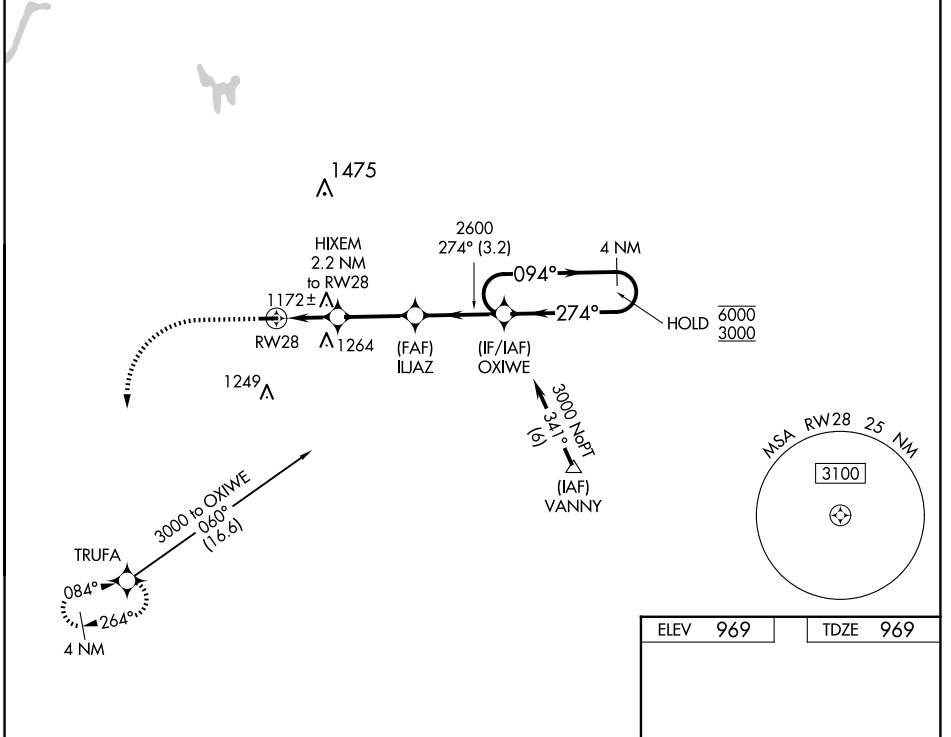 1475
HIXEM
2.2 NM
to RW28
1172±
RW28
1264
1249
2600
274° (3.2)
4 NM
094°
274°
HOLD 6000
3000
(FAF)
ILJAZ
(IF/IAF)
OXIWE
3000 NoPT
341°
(6)
(IAF)
VANNY
MSA RW28 25 NM
3100
3000 to OXIWE
060°
(16.6)
TRUFA
084°
264°
4 NM
ELEV 969
TDZE 969